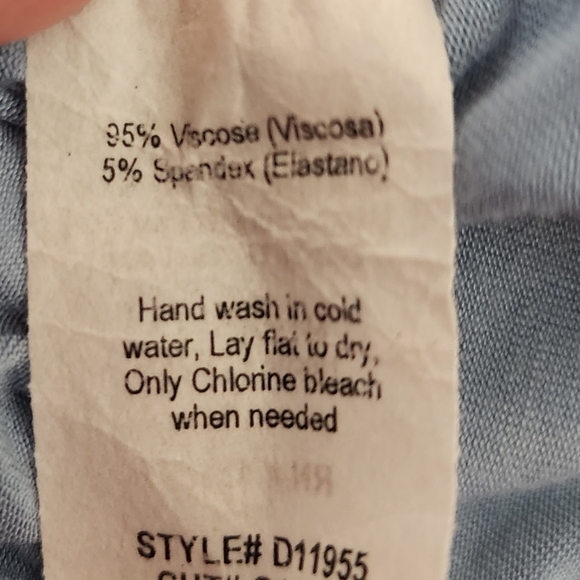 95% Viscose (Viscosa)
5% Spandex (Elastano)
Hand wash in cold
water, Lay flat to dry,
Only Chlorine bleach
when needed
STYLE# D11955